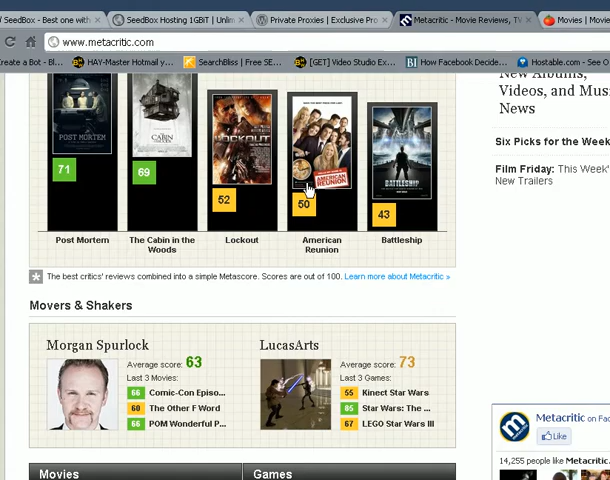 SeedBox - Best one with
SeedBox Hosting 1GBiT | Unlim
Private Proxies | Exclusive Pro
Metacritic - Movie Reviews, TV
Movies | Movie
www.metacritic.com
Create a Bot - Bl...
HAY-Master Hotmail y...
SearchBliss | Free SE...
[GET] Video Studio Ex...
How Facebook Decide...
Hostable.com - See O
New Albums,
Videos, and Musi
News
POST MORTEM
CABIN
LOCKOUT
AMERICAN
REUNION
BATTLESHIP
71
69
52
50
43
Post Mortem
The Cabin in the
Woods
Lockout
American
Reunion
Battleship
Six Picks for the Week
Film Friday: This Week'
New Trailers
The best critics' reviews combined into a simple Metascore. Scores are out of 100. Learn more about Metacritic »
Movers & Shakers
Morgan Spurlock
Average score: 63
Last 3 Movies:
66 Comic-Con Episo...
60 The Other F Word
66 POM Wonderful P...
LucasArts
Average score: 73
Last 3 Games:
55 Kinect Star Wars
85 Star Wars: The ...
67 LEGO Star Wars III
Movies
Games
Metacritic on Fac
Like
14,255 people like Metacritic.